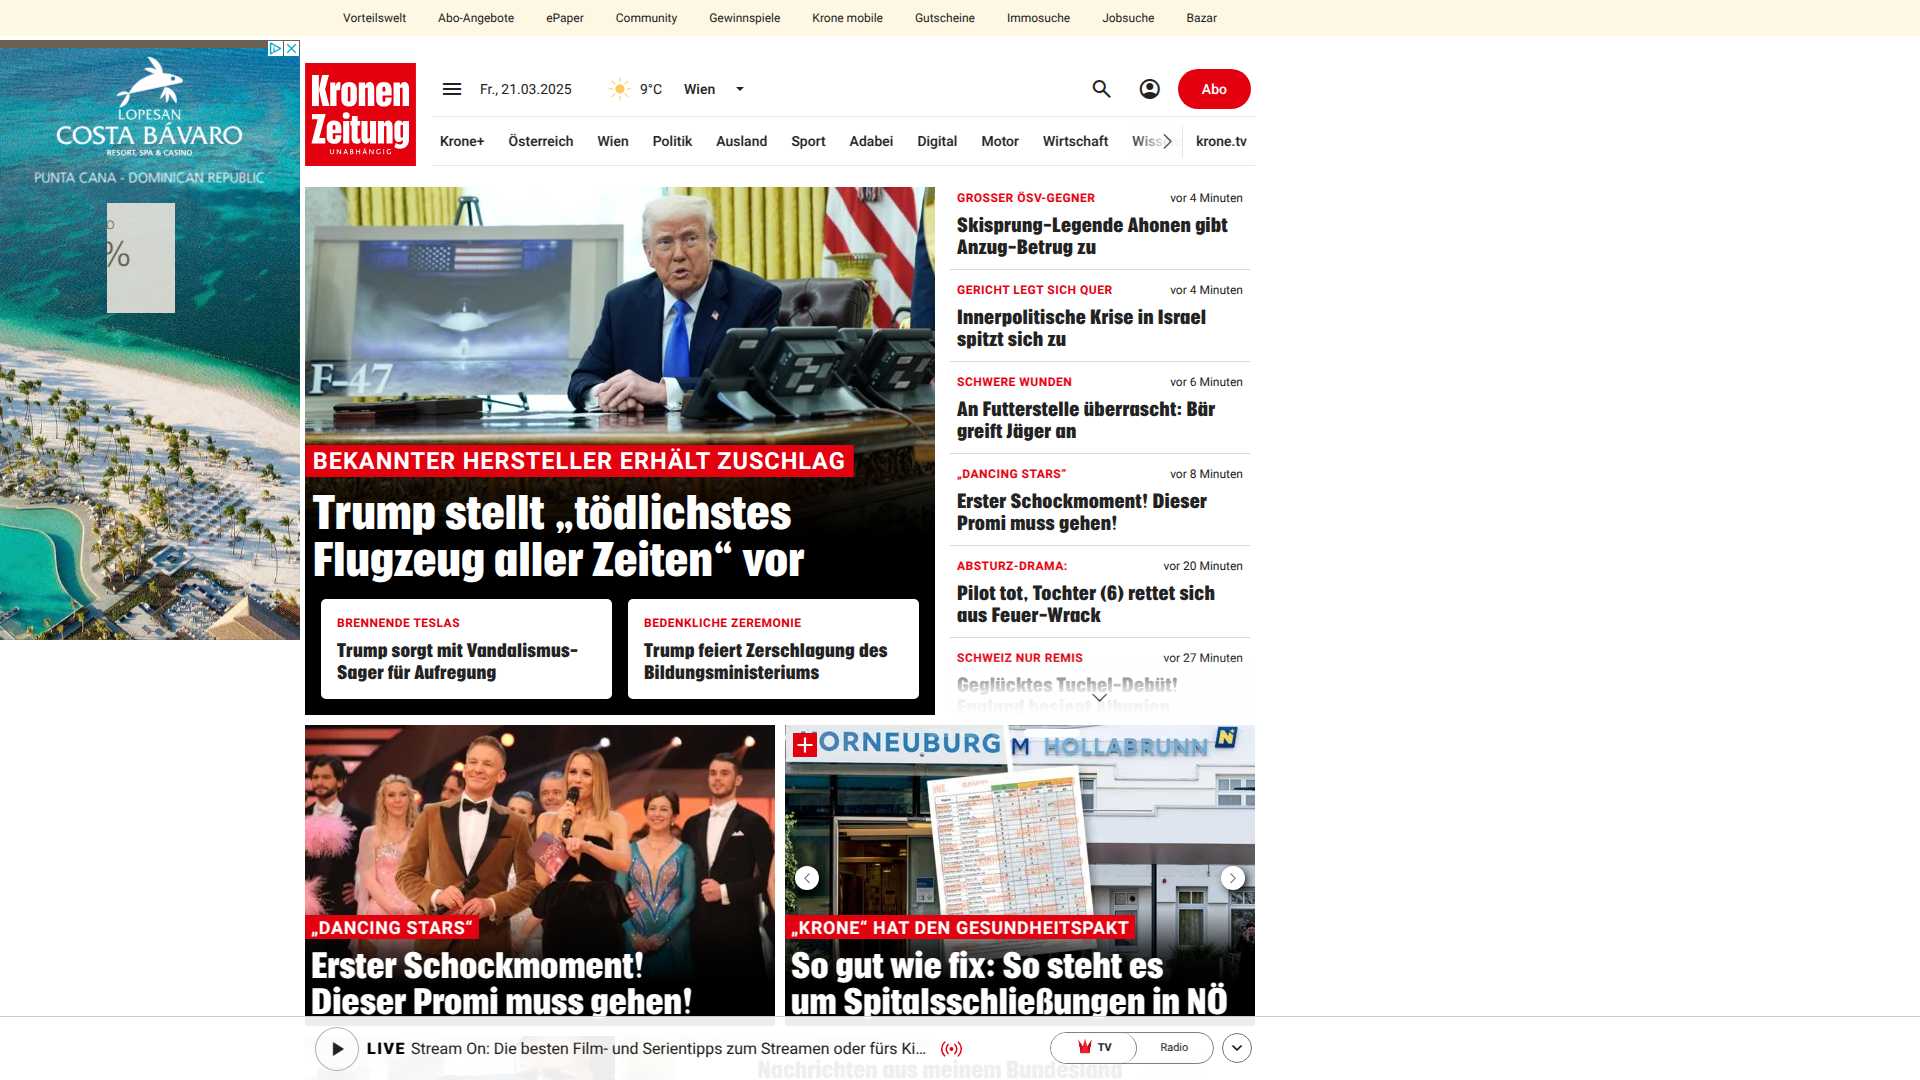 Vorteilswelt Abo-Angebote ePaper Community Gewinnspiele Krone mobile Gutscheine Immosuche Jobsuche Bazar
LOPESAN
COSTA BÁVARO
RESORT, SPA & CASINO
PUNTA CANA - DOMINICAN REPUBLIC
%
Kronen
Zeitung
UNABHÄNGIG
Fr., 21.03.2025 9°C Wien
Abo
Krone+ Österreich Wien Politik Ausland Sport Adabei Digital Motor Wirtschaft Wiss krone.tv
F-47
BEKANNTER HERSTELLER ERHÄLT ZUSCHLAG
Trump stellt „tödlichstes
Flugzeug aller Zeiten“ vor
BRENNENDE TESLAS
Trump sorgt mit Vandalismus-
Sager für Aufregung
BEDENKLICHE ZEREMONIE
Trump feiert Zerschlagung des
Bildungsministeriums
GROSSER ÖSV-GEGNER vor 4 Minuten
Skisprung-Legende Ahonen gibt
Anzug-Betrug zu
GERICHT LEGT SICH QUER vor 4 Minuten
Innerpolitische Krise in Israel
spitzt sich zu
SCHWERE WUNDEN vor 6 Minuten
An Futterstelle überrascht: Bär
greift Jäger an
„DANCING STARS“ vor 8 Minuten
Erster Schockmoment! Dieser
Promi muss gehen!
ABSTURZ-DRAMA: vor 20 Minuten
Pilot tot, Tochter (6) rettet sich
aus Feuer-Wrack
SCHWEIZ NUR REMIS vor 27 Minuten
Geglücktes Tuchel-Debüt!
England besiegt Albanien
„DANCING STARS“
Erster Schockmoment!
Dieser Promi muss gehen!
ORNEUBURG M HOLLABRUNN N
„KRONE“ HAT DEN GESUNDHEITSPAKT
So gut wie fix: So steht es
um Spitalsschließungen in NÖ
LIVE Stream On: Die besten Film- und Serientipps zum Streamen oder fürs Ki...
TV Radio
Nachrichten aus meinem Bundesland